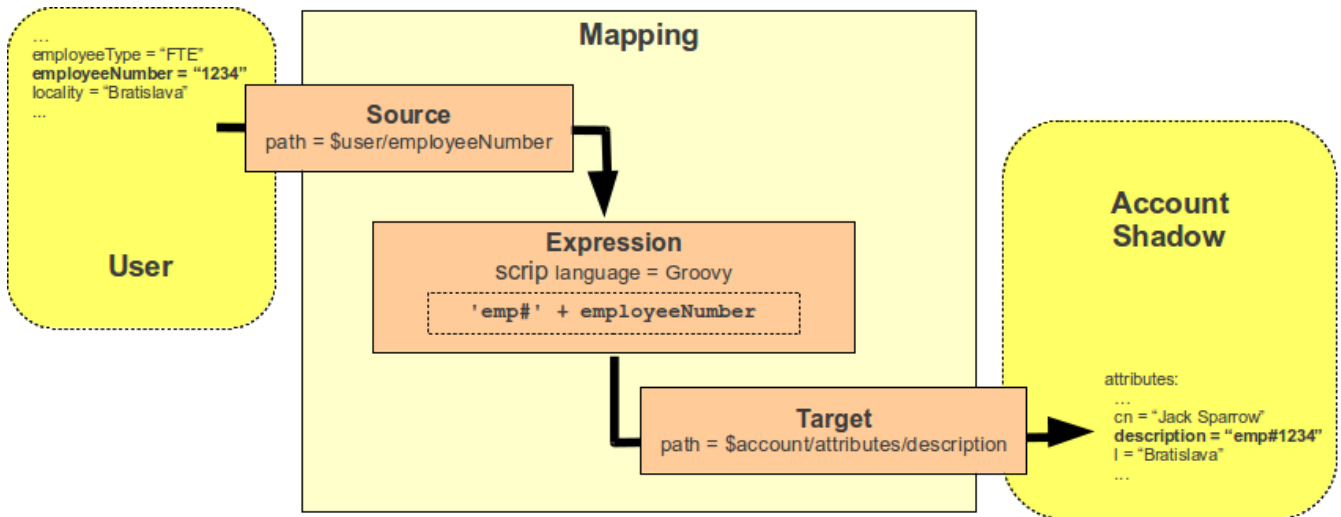 ...
employeeType = “FTE”
employeeNumber = “1234”
locality = “Bratislava”
...
User
Mapping
Source
path = $user/employeeNumber
Expression
scrip language = Groovy
'emp#' + employeeNumber
Target
path = $account/attributes/description
Account
Shadow
attributes:
...
cn = “Jack Sparrow”
description = “emp#1234”
l = “Bratislava”
...